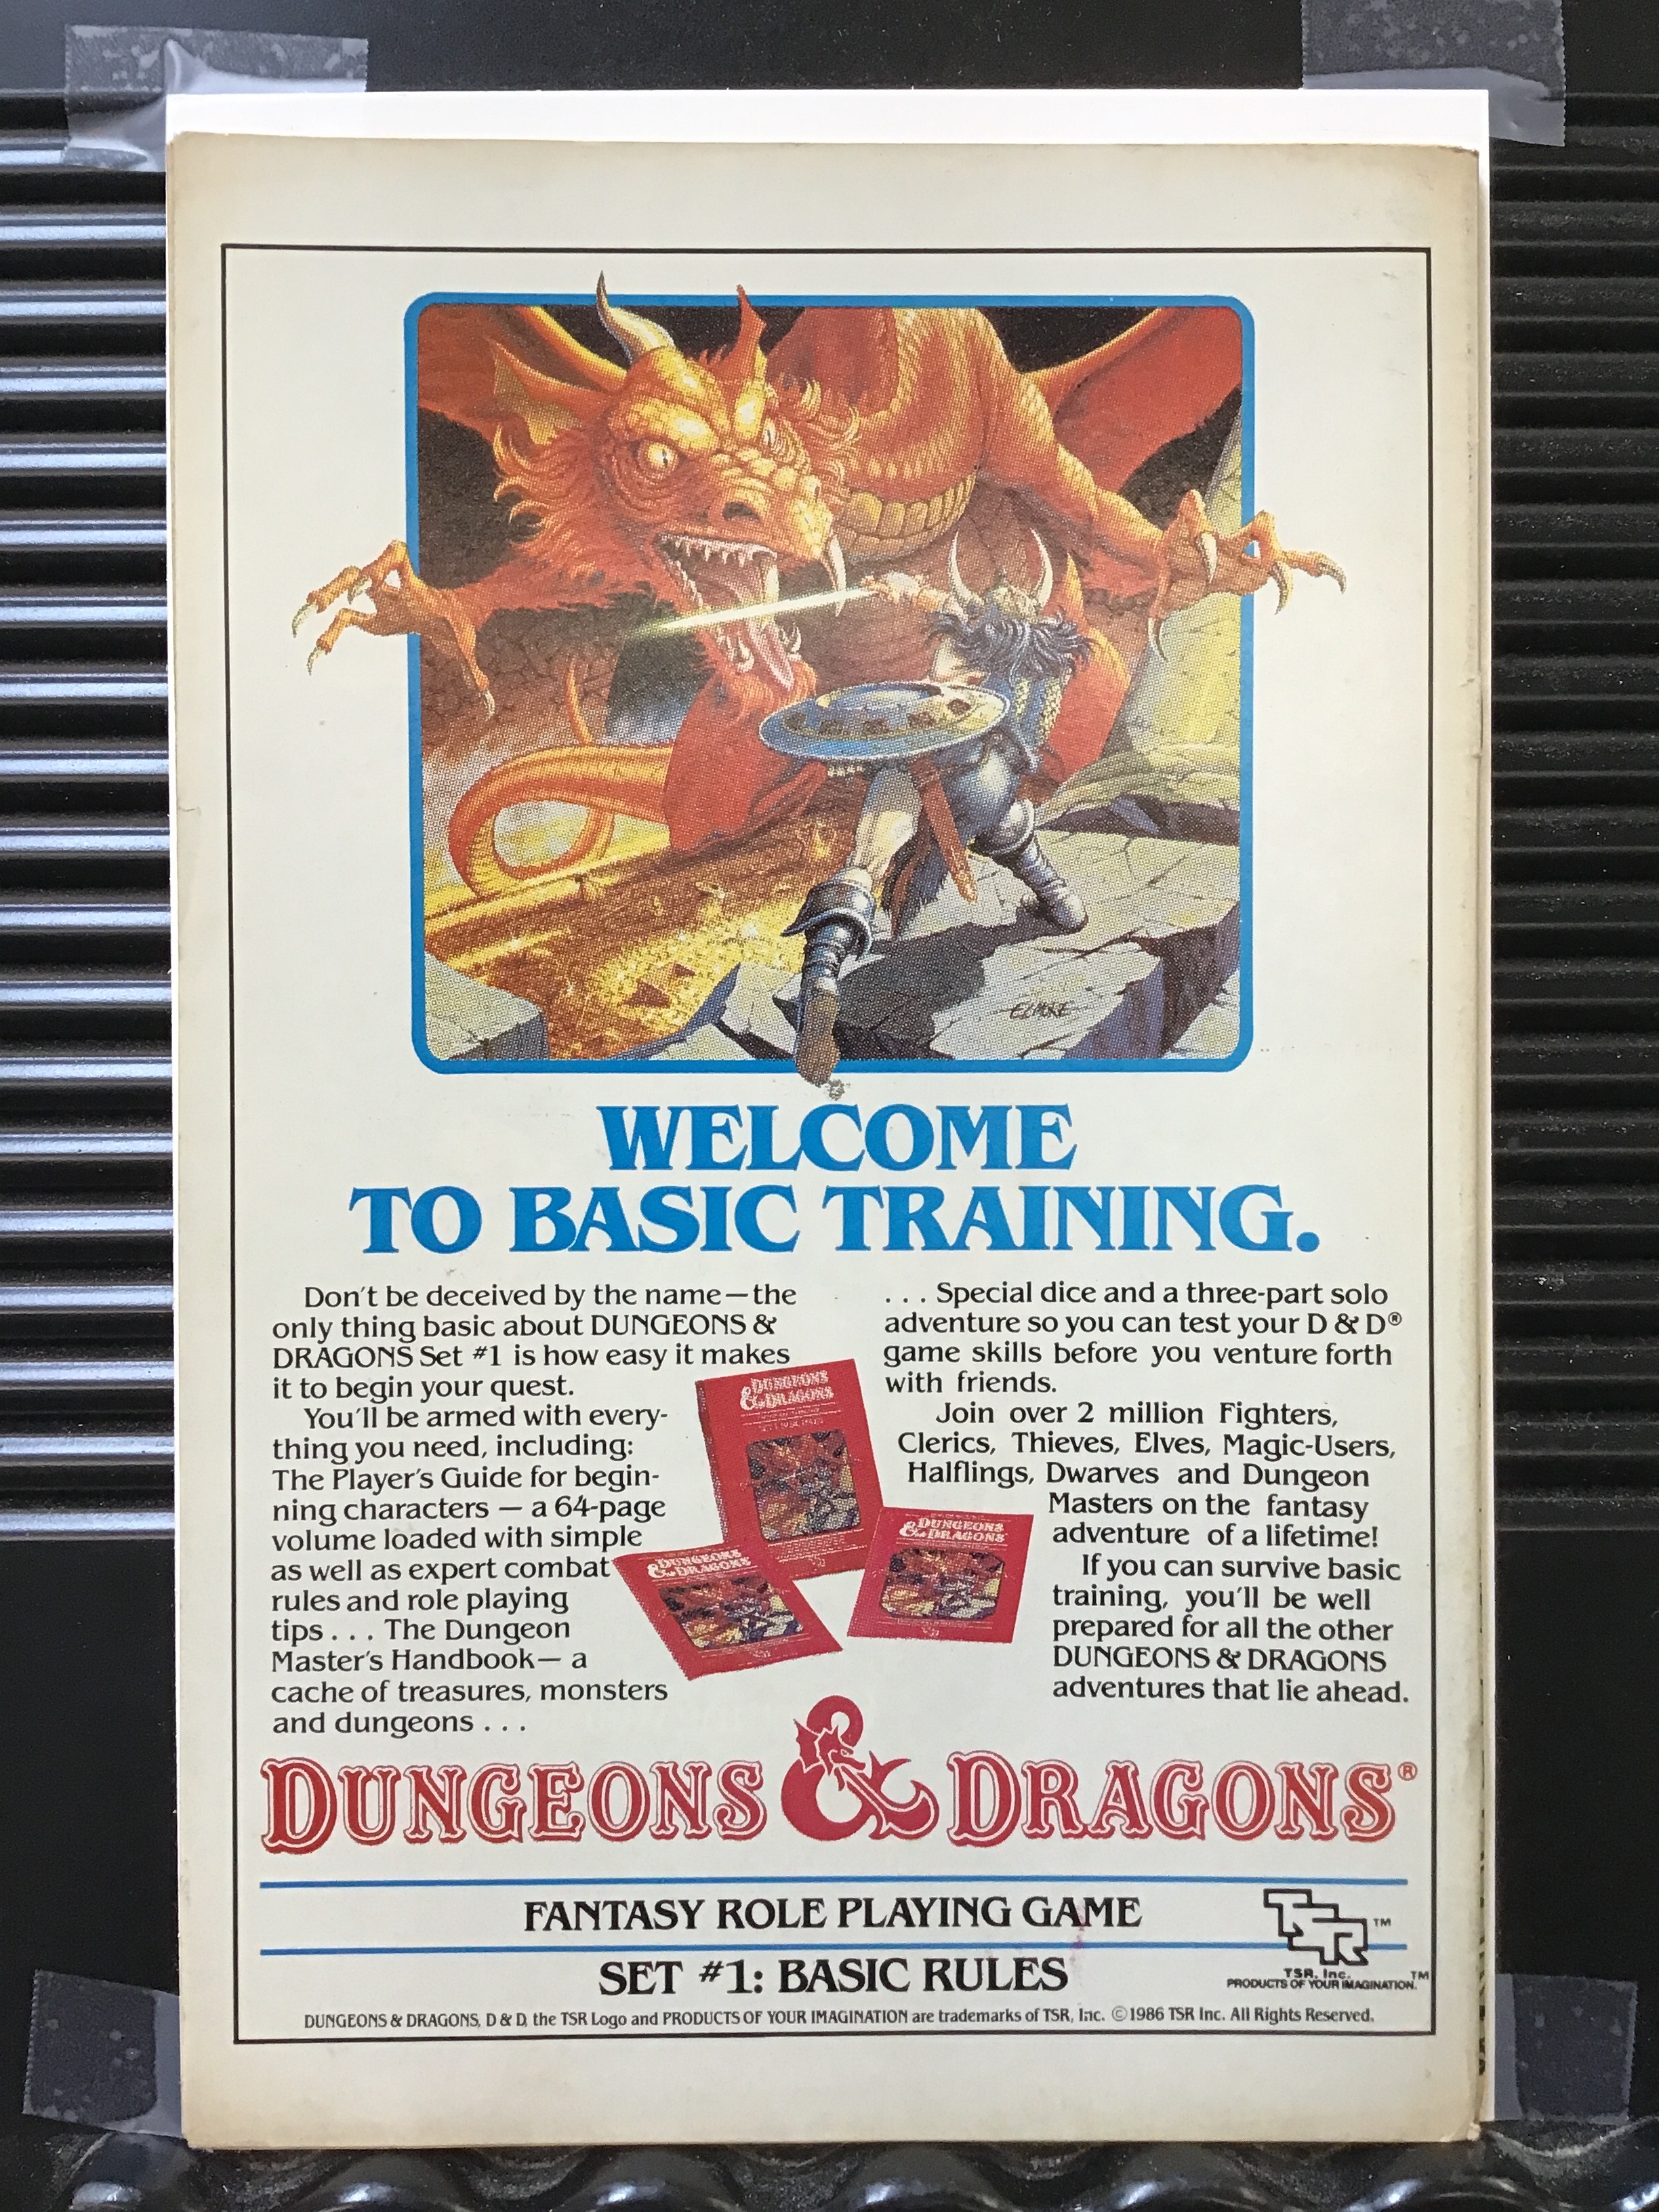 ELMORE
WELCOME
TO BASIC TRAINING.
Don't be deceived by the name—the
only thing basic about DUNGEONS &
DRAGONS Set #1 is how easy it makes
it to begin your quest.
You'll be armed with every-
thing you need, including:
The Player's Guide for begin-
ning characters — a 64-page
volume loaded with simple
as well as expert combat
rules and role playing
tips . . . The Dungeon
Master's Handbook— a
cache of treasures, monsters
and dungeons . . .
. . . Special dice and a three-part solo
adventure so you can test your D & D®
game skills before you venture forth
with friends.
Join over 2 million Fighters,
Clerics, Thieves, Elves, Magic-Users,
Halflings, Dwarves and Dungeon
Masters on the fantasy
adventure of a lifetime!
If you can survive basic
training, you'll be well
prepared for all the other
DUNGEONS & DRAGONS
adventures that lie ahead.
DUNGEONS
& DRAGONS
DUNGEONS
& DRAGONS
DUNGEONS
& DRAGONS
DUNGEONS & DRAGONS®
FANTASY ROLE PLAYING GAME
SET #1: BASIC RULES
TSR™
TSR, Inc.
PRODUCTS OF YOUR IMAGINATION.™
DUNGEONS & DRAGONS, D & D, the TSR Logo and PRODUCTS OF YOUR IMAGINATION are trademarks of TSR, Inc. ©1986 TSR Inc. All Rights Reserved.